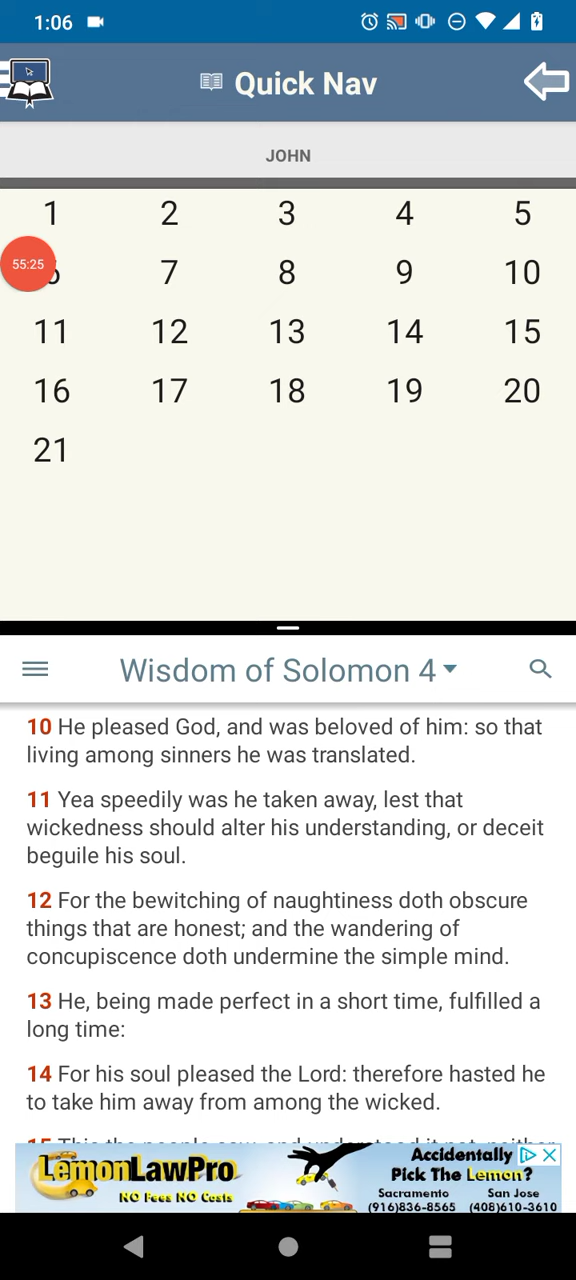 1:06
Quick Nav
JOHN
1 2 3 4 5
55:25
7 8 9 10
11 12 13 14 15
16 17 18 19 20
21
Wisdom of Solomon 4
10 He pleased God, and was beloved of him: so that
living among sinners he was translated.
11 Yea speedily was he taken away, lest that
wickedness should alter his understanding, or deceit
beguile his soul.
12 For the bewitching of naughtiness doth obscure
things that are honest; and the wandering of
concupiscence doth undermine the simple mind.
13 He, being made perfect in a short time, fulfilled a
long time:
14 For his soul pleased the Lord: therefore hasted he
to take him away from among the wicked.
LemonLawPro
NO Fees NO Costs
Accidentally
Pick The Lemon?
Sacramento San Jose
(916)836-8565 (408)610-3610